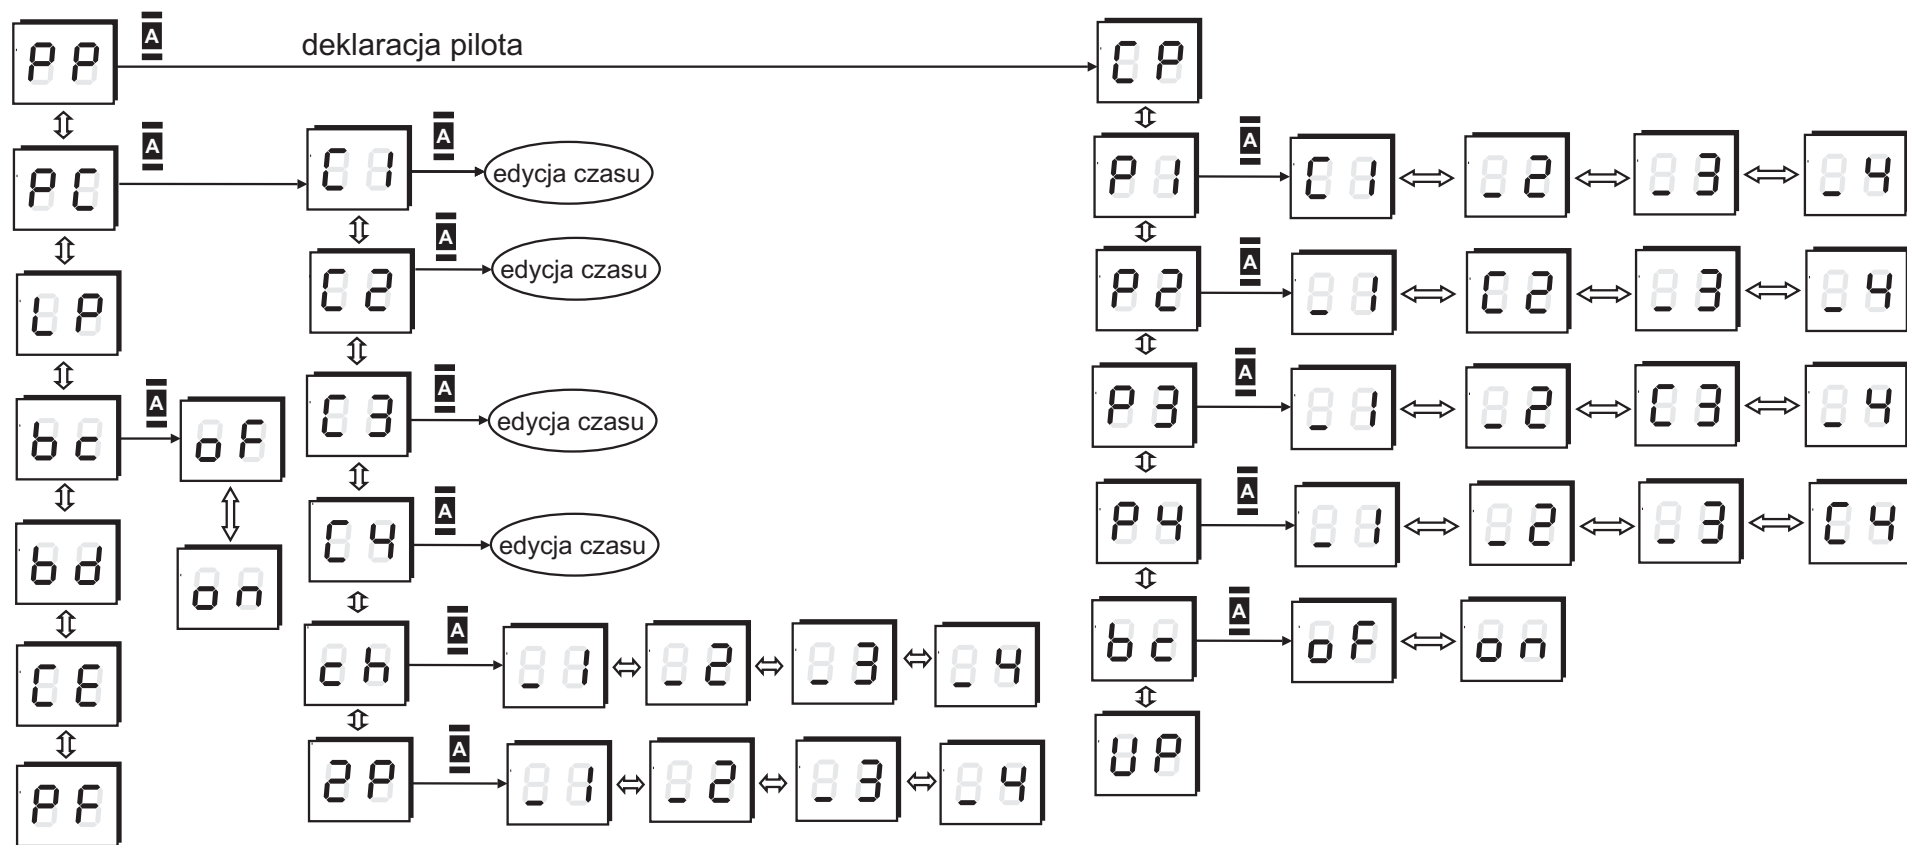 PP A deklaracja pilota CP
PC A C1 A edycja czasu
C2 A edycja czasu
C3 A edycja czasu
C4 A edycja czasu
ch A _1 _2 _3 _4
2P A _1 _2 _3 _4
LP
bc A oF
on
bd
CE
PF
P1 A C1 _2 _3 _4
P2 A _1 C2 _3 _4
P3 A _1 _2 C3 _4
P4 A _1 _2 _3 C4
bc A oF on
UP